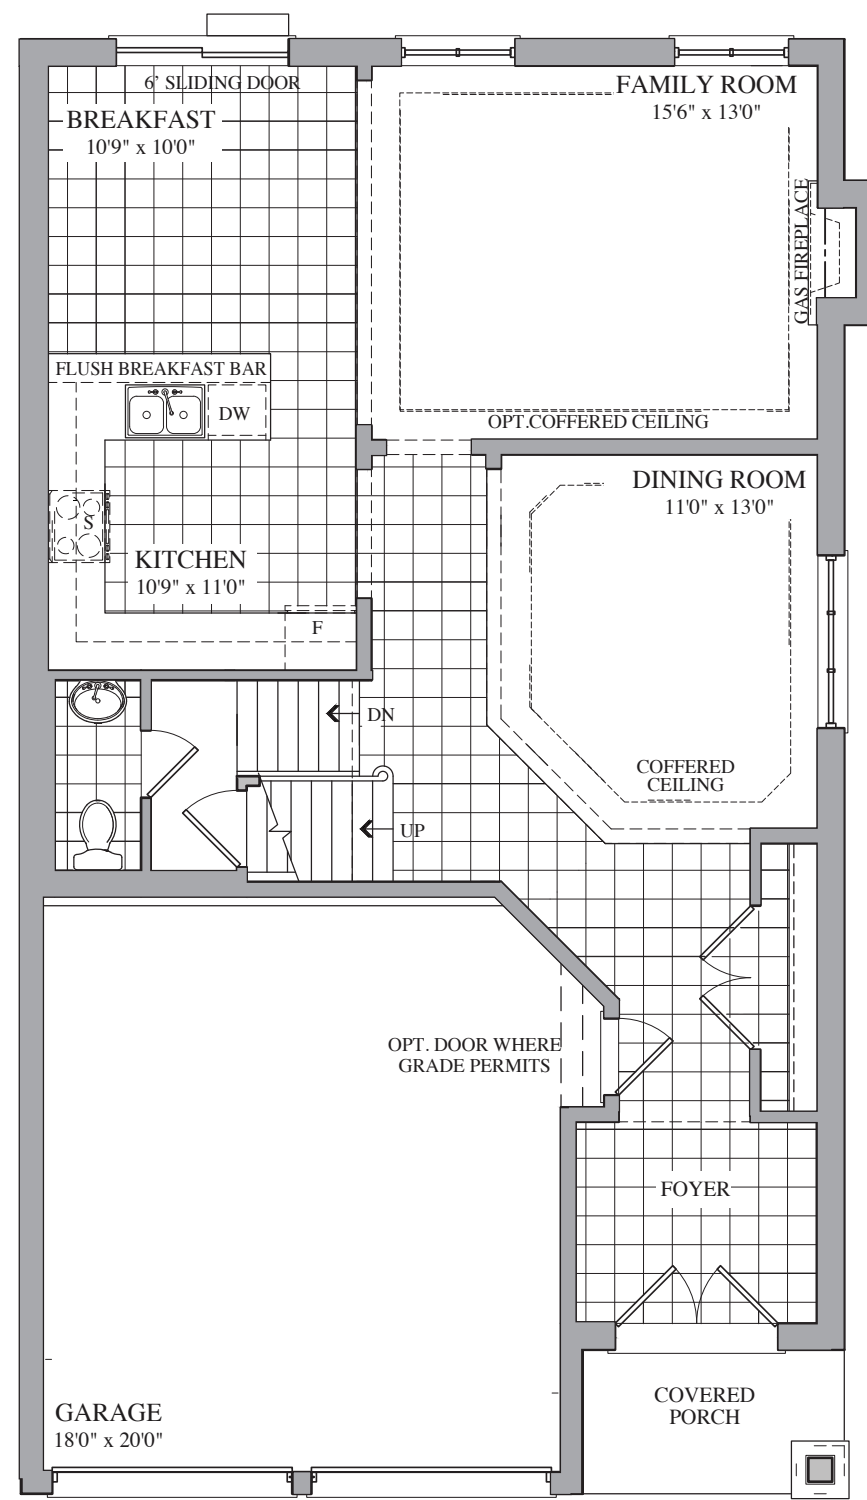 6' SLIDING DOOR
BREAKFAST
10'9" x 10'0"
FAMILY ROOM
15'6" x 13'0"
GAS FIREPLACE
FLUSH BREAKFAST BAR
DW
OPT.COFFERED CEILING
DINING ROOM
11'0" x 13'0"
S
KITCHEN
10'9" x 11'0"
F
DN
COFFERED
CEILING
UP
OPT. DOOR WHERE
GRADE PERMITS
FOYER
COVERED
PORCH
GARAGE
18'0" x 20'0"